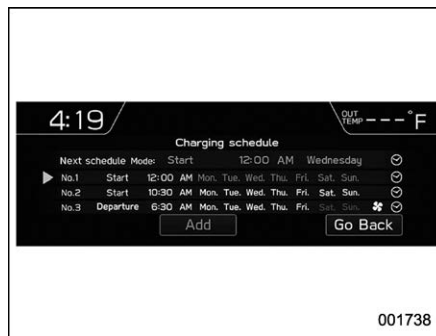 4:19
OUT TEMP ---°F
Charging schedule
Next schedule Mode: Start 12:00 AM Wednesday
No.1 Start 12:00 AM Mon. Tue. Wed. Thu. Fri. Sat. Sun.
No.2 Start 10:30 AM Mon. Tue. Wed. Thu. Fri. Sat. Sun.
No.3 Departure 6:30 AM Mon. Tue. Wed. Thu. Fri. Sat. Sun.
Add Go Back
001738